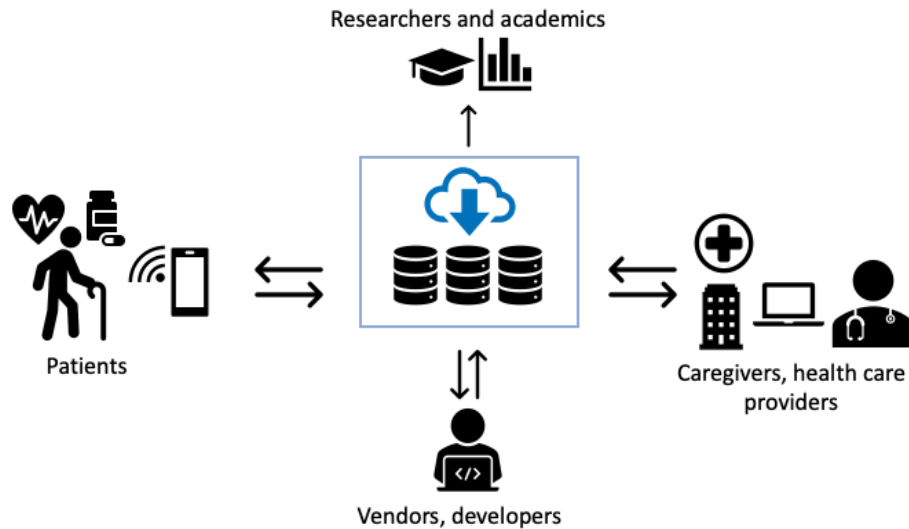 Researchers and academics
Patients
Caregivers, health care
providers
</>
Vendors, developers